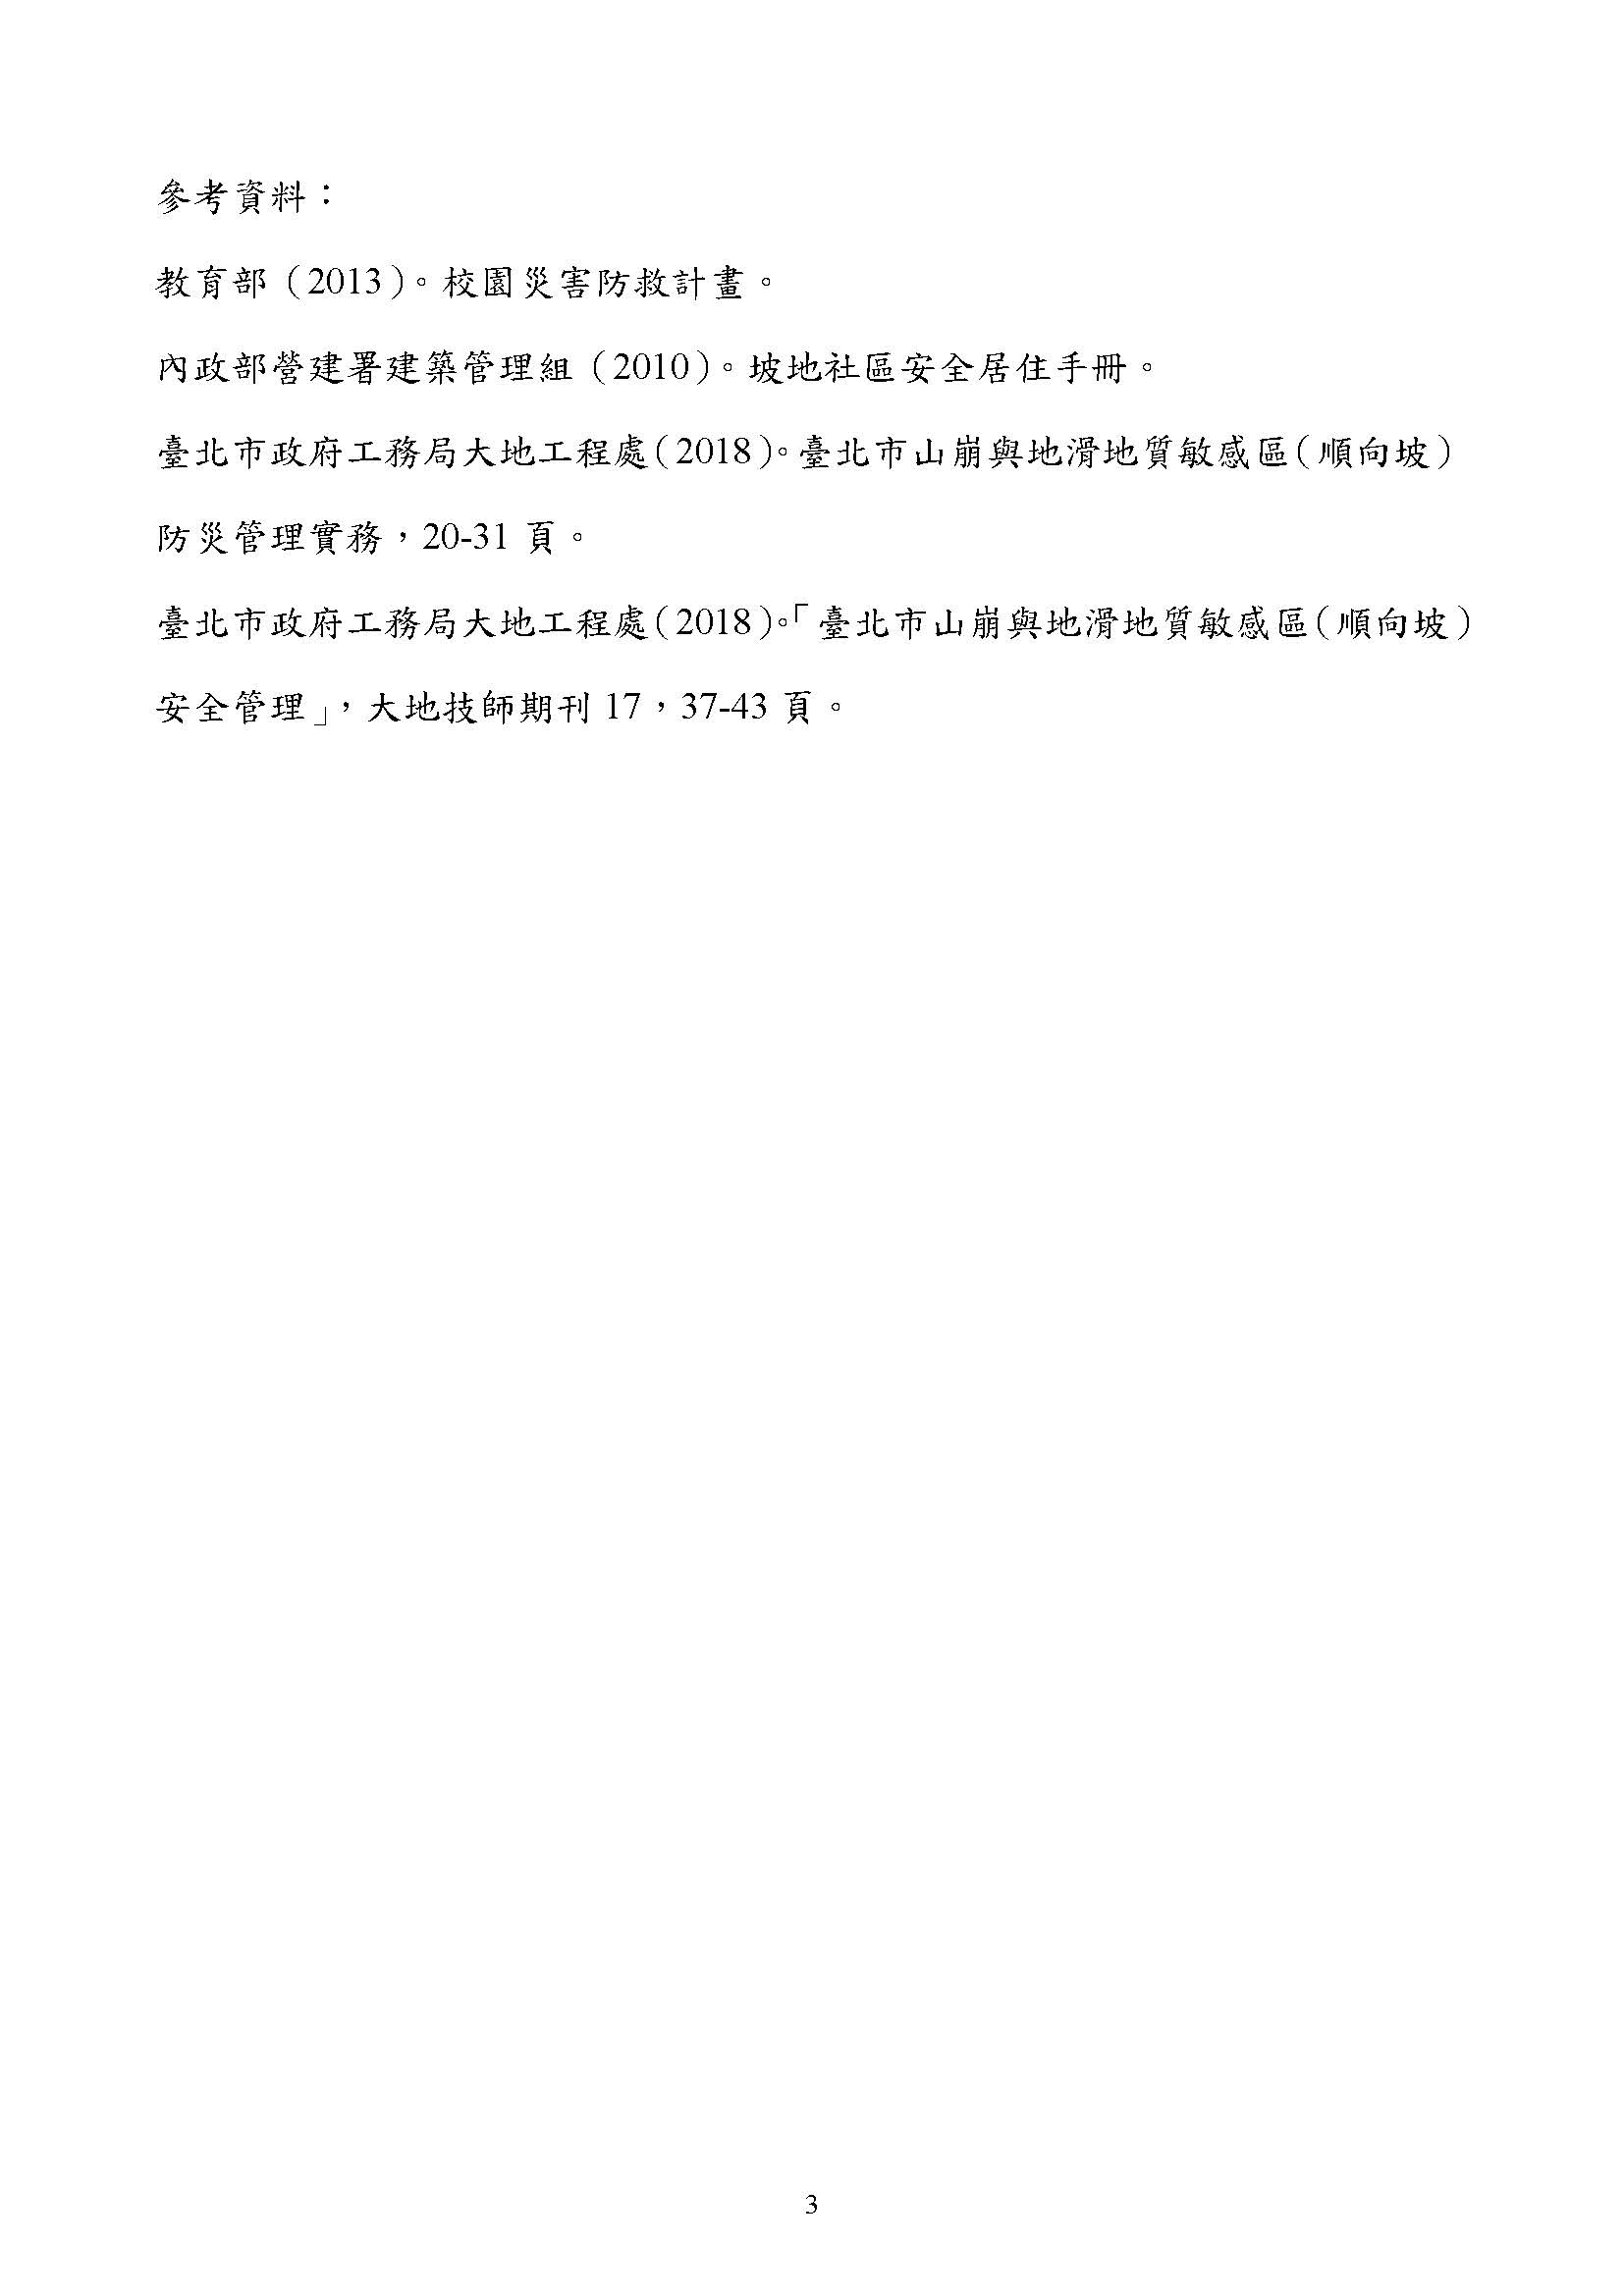 參考資料：
教育部（2013）。校園災害防救計畫。
內政部營建署建築管理組（2010）。坡地社區安全居住手冊。
臺北市政府工務局大地工程處（2018）。臺北市山崩與地滑地質敏感區（順向坡）
防災管理實務，20-31 頁。
臺北市政府工務局大地工程處（2018）。「臺北市山崩與地滑地質敏感區（順向坡）
安全管理」，大地技師期刊 17，37-43 頁。
3